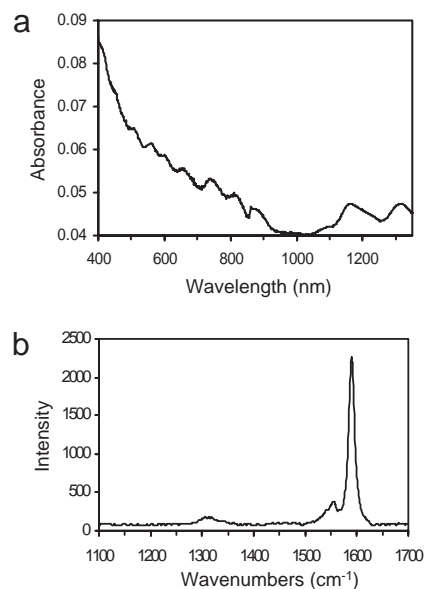 a
0.09
0.08
0.07
0.06
0.05
0.04
Absorbance
400 600 800 1000 1200
Wavelength (nm)
b
2500
2000
1500
1000
500
0
Intensity
1100 1200 1300 1400 1500 1600 1700
Wavenumbers (cm⁻¹)